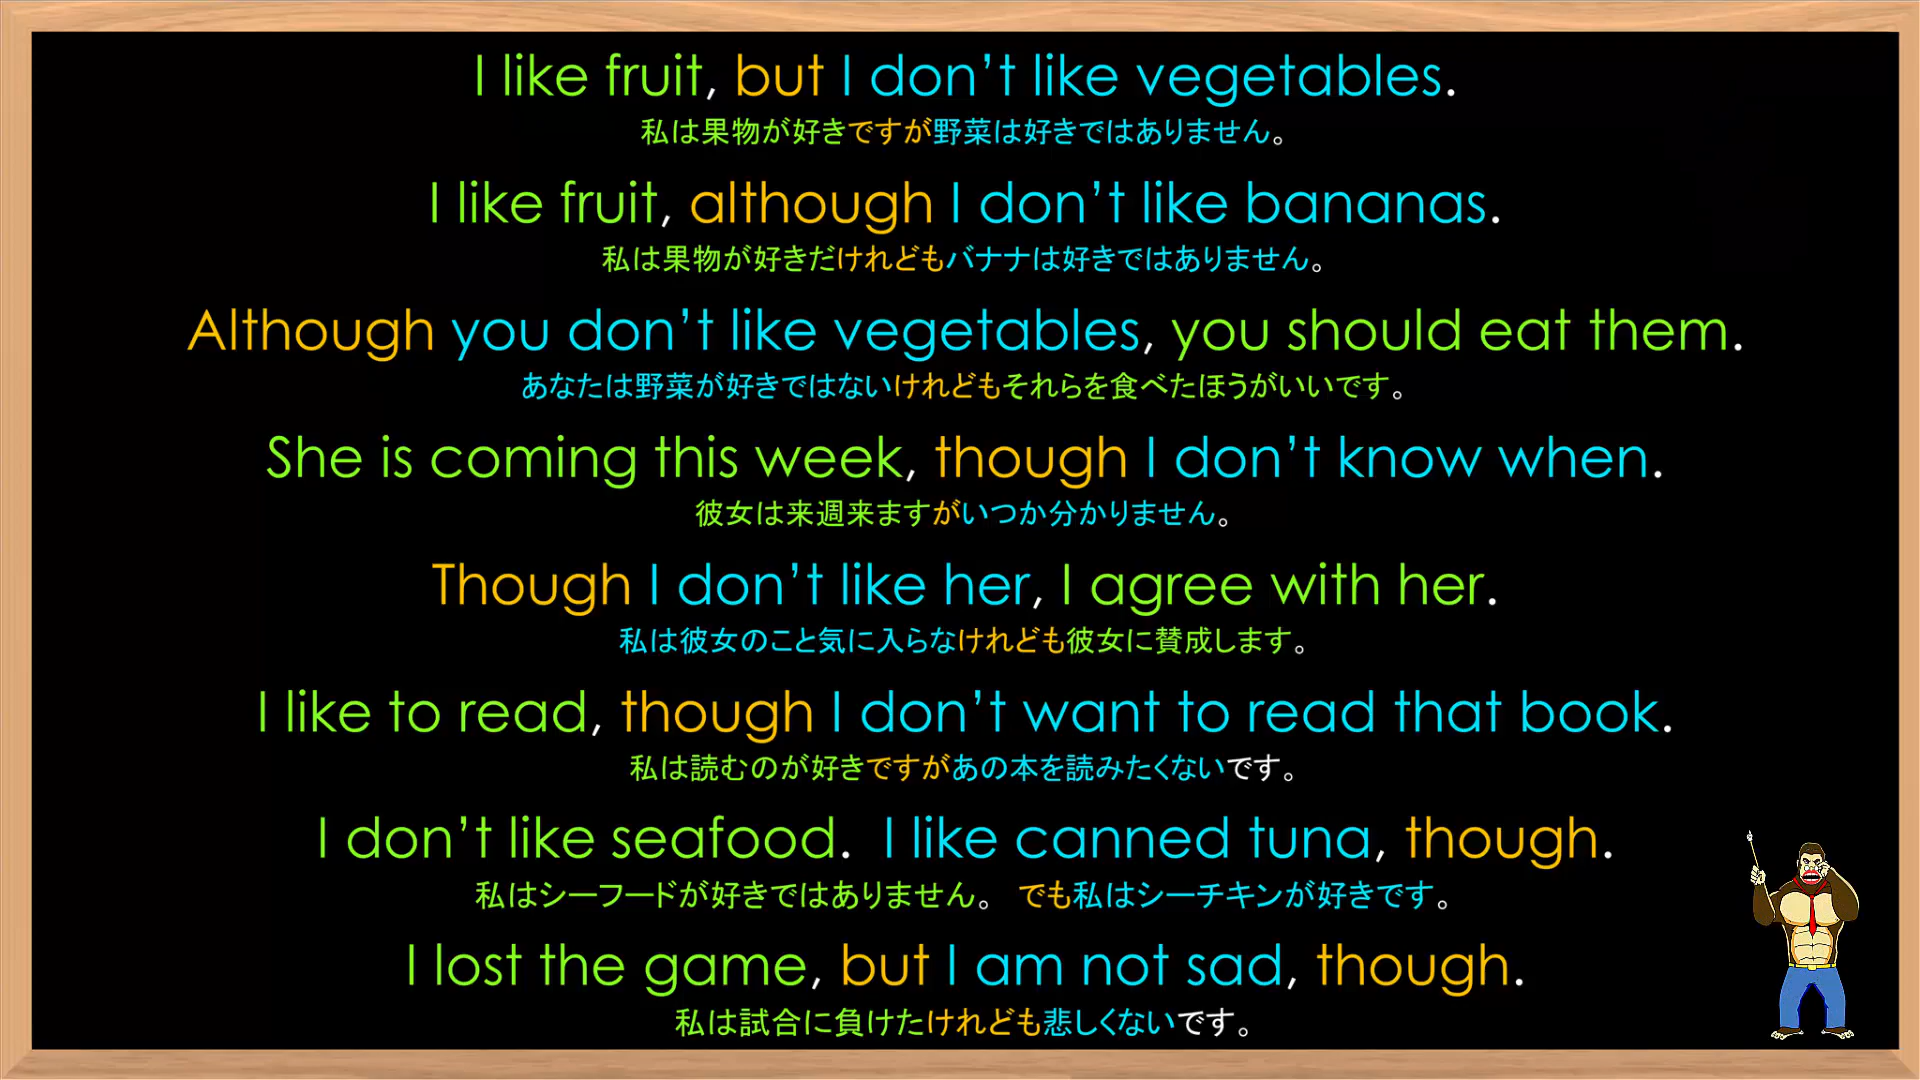 I like fruit, but I don’t like vegetables.
私は果物が好きですが野菜は好きではありません。
I like fruit, although I don’t like bananas.
私は果物が好きだけれどもバナナは好きではありません。
Although you don’t like vegetables, you should eat them.
あなたは野菜が好きではないけれどもそれらを食べたほうがいいです。
She is coming this week, though I don’t know when.
彼女は来週来ますがいつか分かりません。
Though I don’t like her, I agree with her.
私は彼女のこと気に入らなけれども彼女に賛成します。
I like to read, though I don’t want to read that book.
私は読むのが好きですがあの本を読みたくないです。
I don’t like seafood.  I like canned tuna, though.
私はシーフードが好きではありません。 でも私はシーチキンが好きです。
I lost the game, but I am not sad, though.
私は試合に負けたけれども悲しくないです。